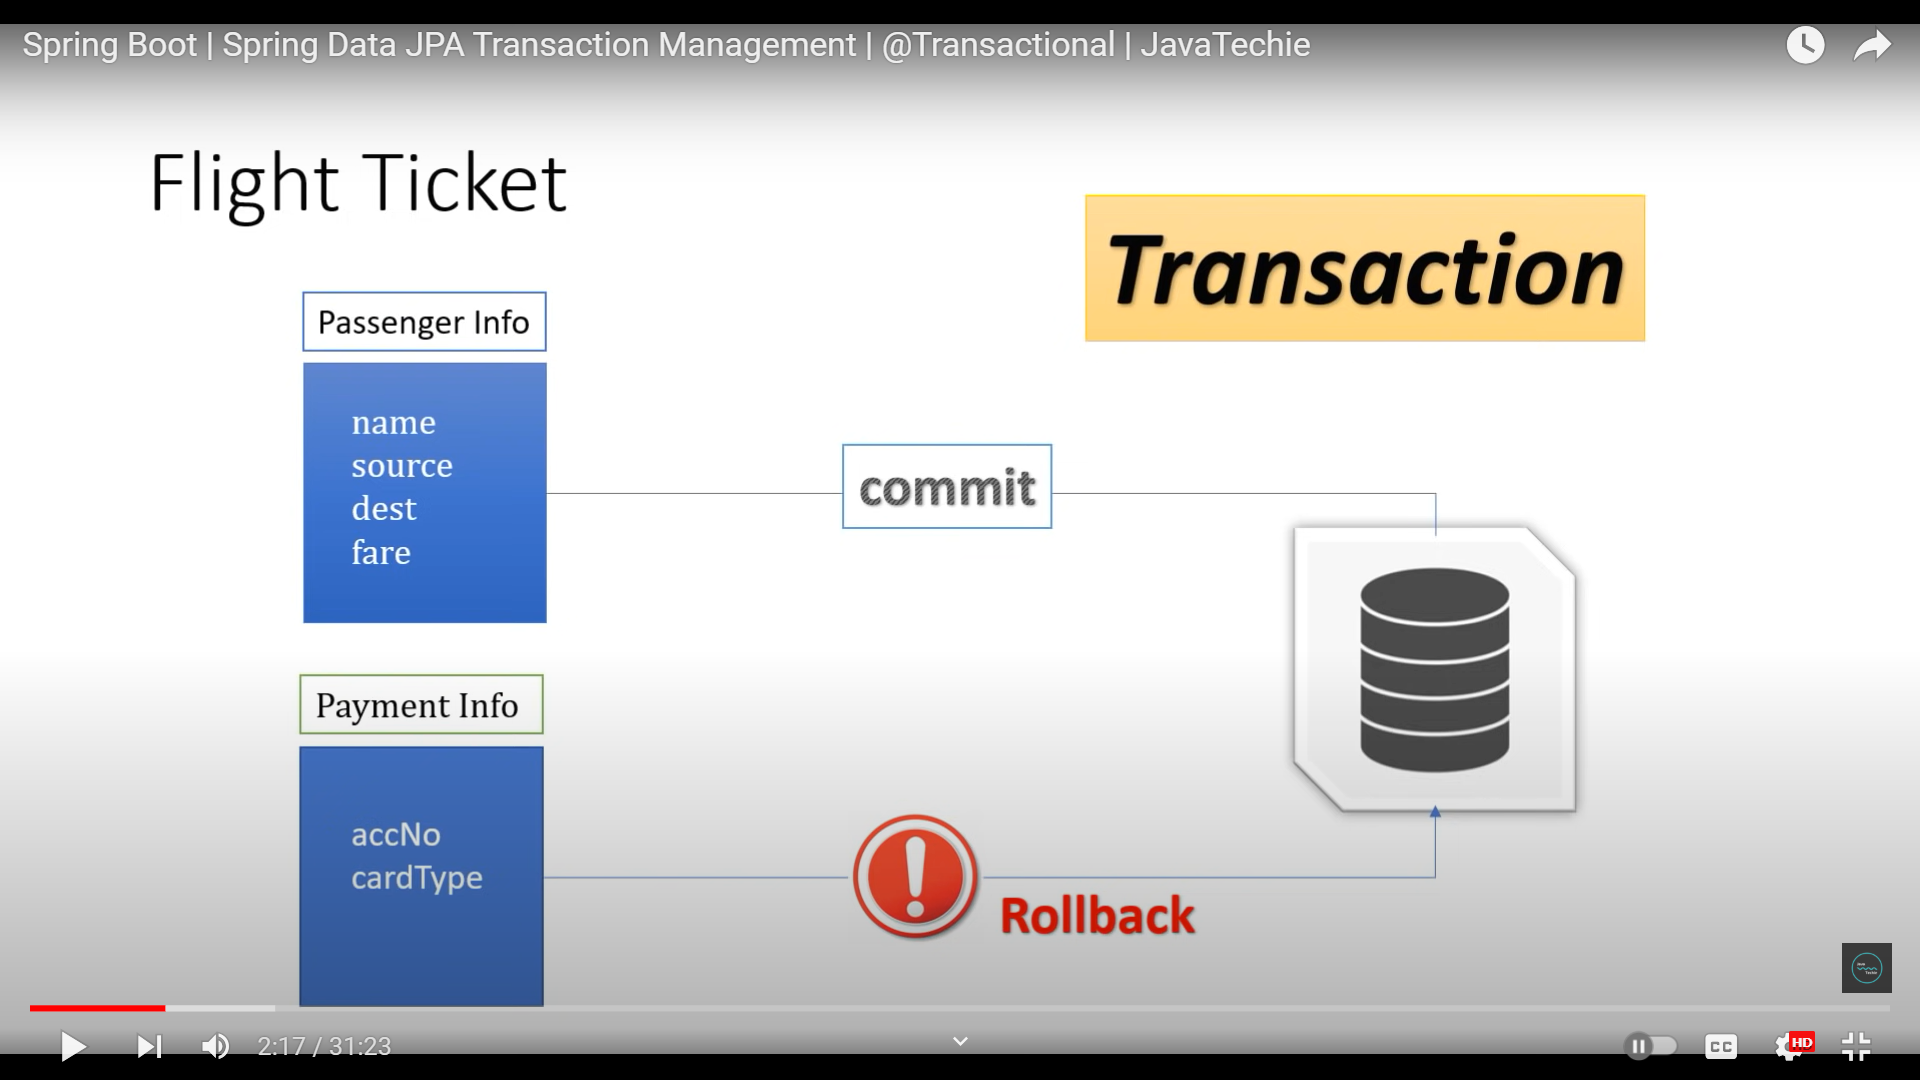 Spring Boot | Spring Data JPA Transaction Management | @Transactional | JavaTechie
Flight Ticket
Transaction
Passenger Info
name
source
dest
fare
commit
Payment Info
accNo
cardType
Rollback
2:17 / 31:23
CC
HD